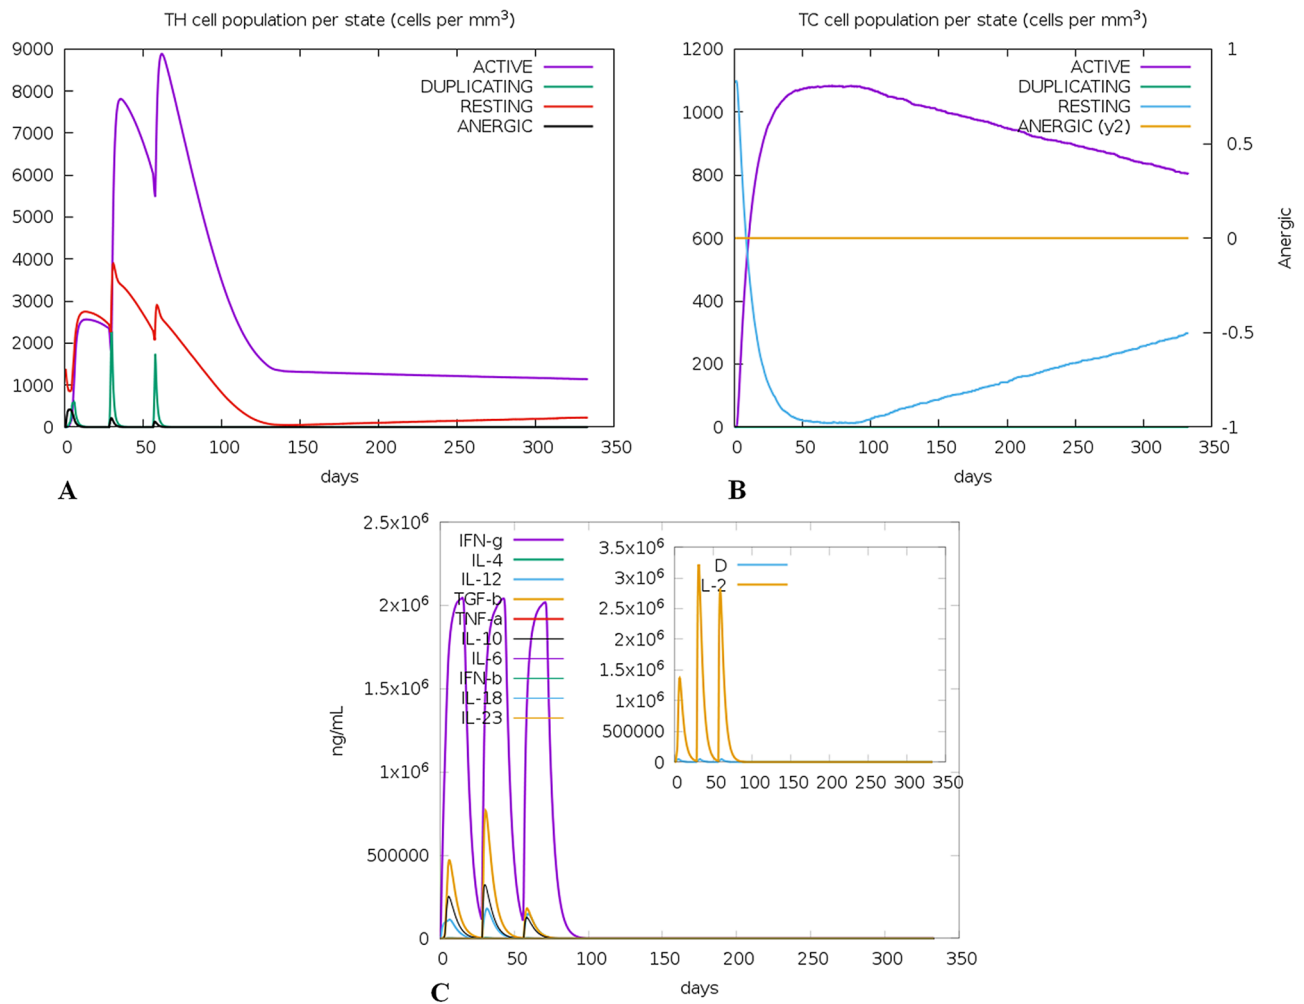 TH cell population per state (cells per mm³)
9000
8000
7000
6000
5000
4000
3000
2000
1000
0
ACTIVE
DUPLICATING
RESTING
ANERGIC
0 50 100 150 200 250 300 350
days
A
TC cell population per state (cells per mm³)
1200
1000
800
600
400
200
0
ACTIVE
DUPLICATING
RESTING
ANERGIC (y2)
1
0.5
0
-0.5
-1
Anergic
0 50 100 150 200 250 300 350
days
B
2.5x10⁶
2x10⁶
1.5x10⁶
1x10⁶
500000
0
ng/mL
IFN-g
IL-4
IL-12
TGF-b
TNF-a
IL-10
IL-6
IFN-b
IL-18
IL-23
3.5x10⁶
3x10⁶
2.5x10⁶
2x10⁶
1.5x10⁶
1x10⁶
500000
0
D
L-2
0 50 100 150 200 250 300 350
0 50 100 150 200 250 300 350
days
C